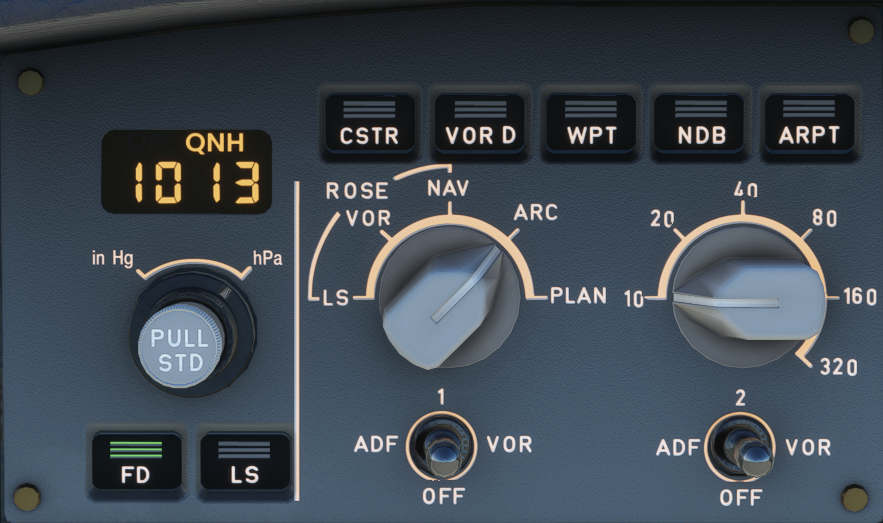 QNH
1013
in Hg
hPa
PULL
STD
FD
LS
CSTR
VOR D
WPT
NDB
ARPT
ROSE
NAV
VOR
ARC
LS
PLAN
10
20
40
80
160
320
1
ADF
VOR
OFF
2
ADF
VOR
OFF